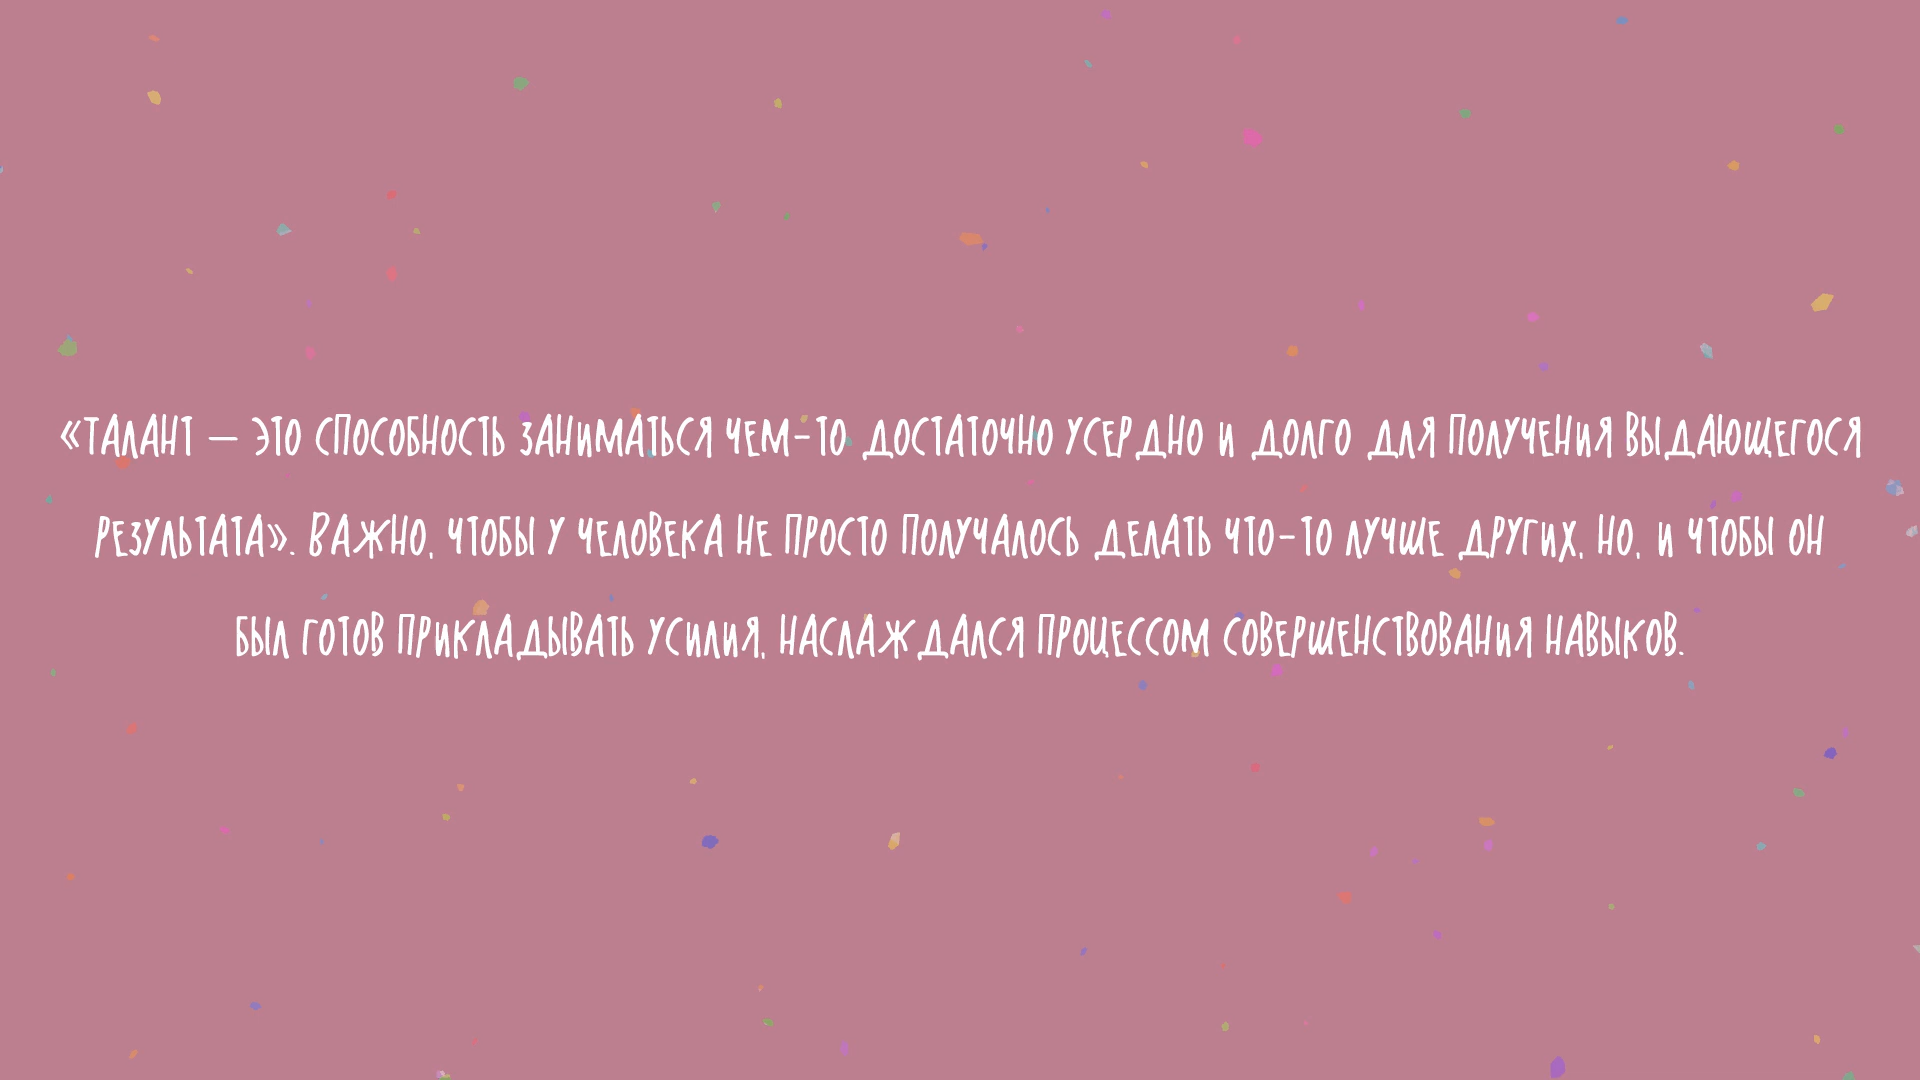 «Талант — это способность заниматься чем-то достаточно усердно и долго для получения выдающегося
результата». Важно, чтобы у человека не просто получалось делать что-то лучше других, но, и чтобы он
был готов прикладывать усилия, наслаждался процессом совершенствования навыков.